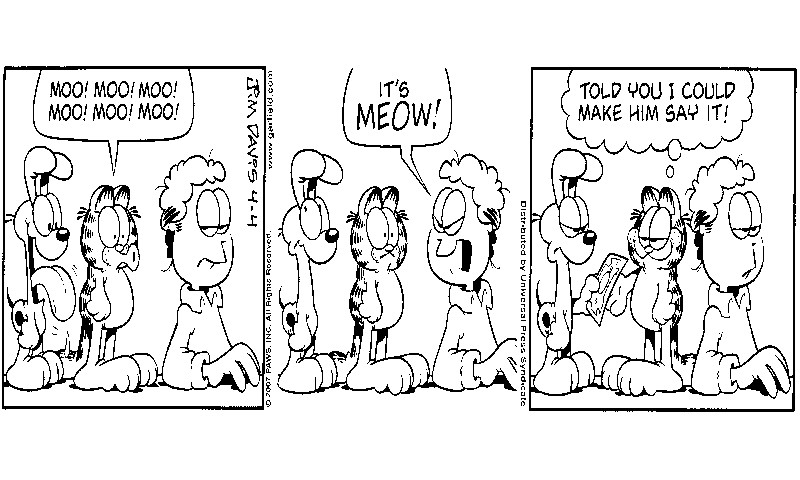 MOO! MOO! MOO!
MOO! MOO! MOO!
JIM DAVIS 4-4
© 2007 PAWS, INC. All Rights Reserved.
www.garfield.com
IT'S
MEOW!
Distributed by Universal Press Syndicate
TOLD YOU I COULD
MAKE HIM SAY IT!